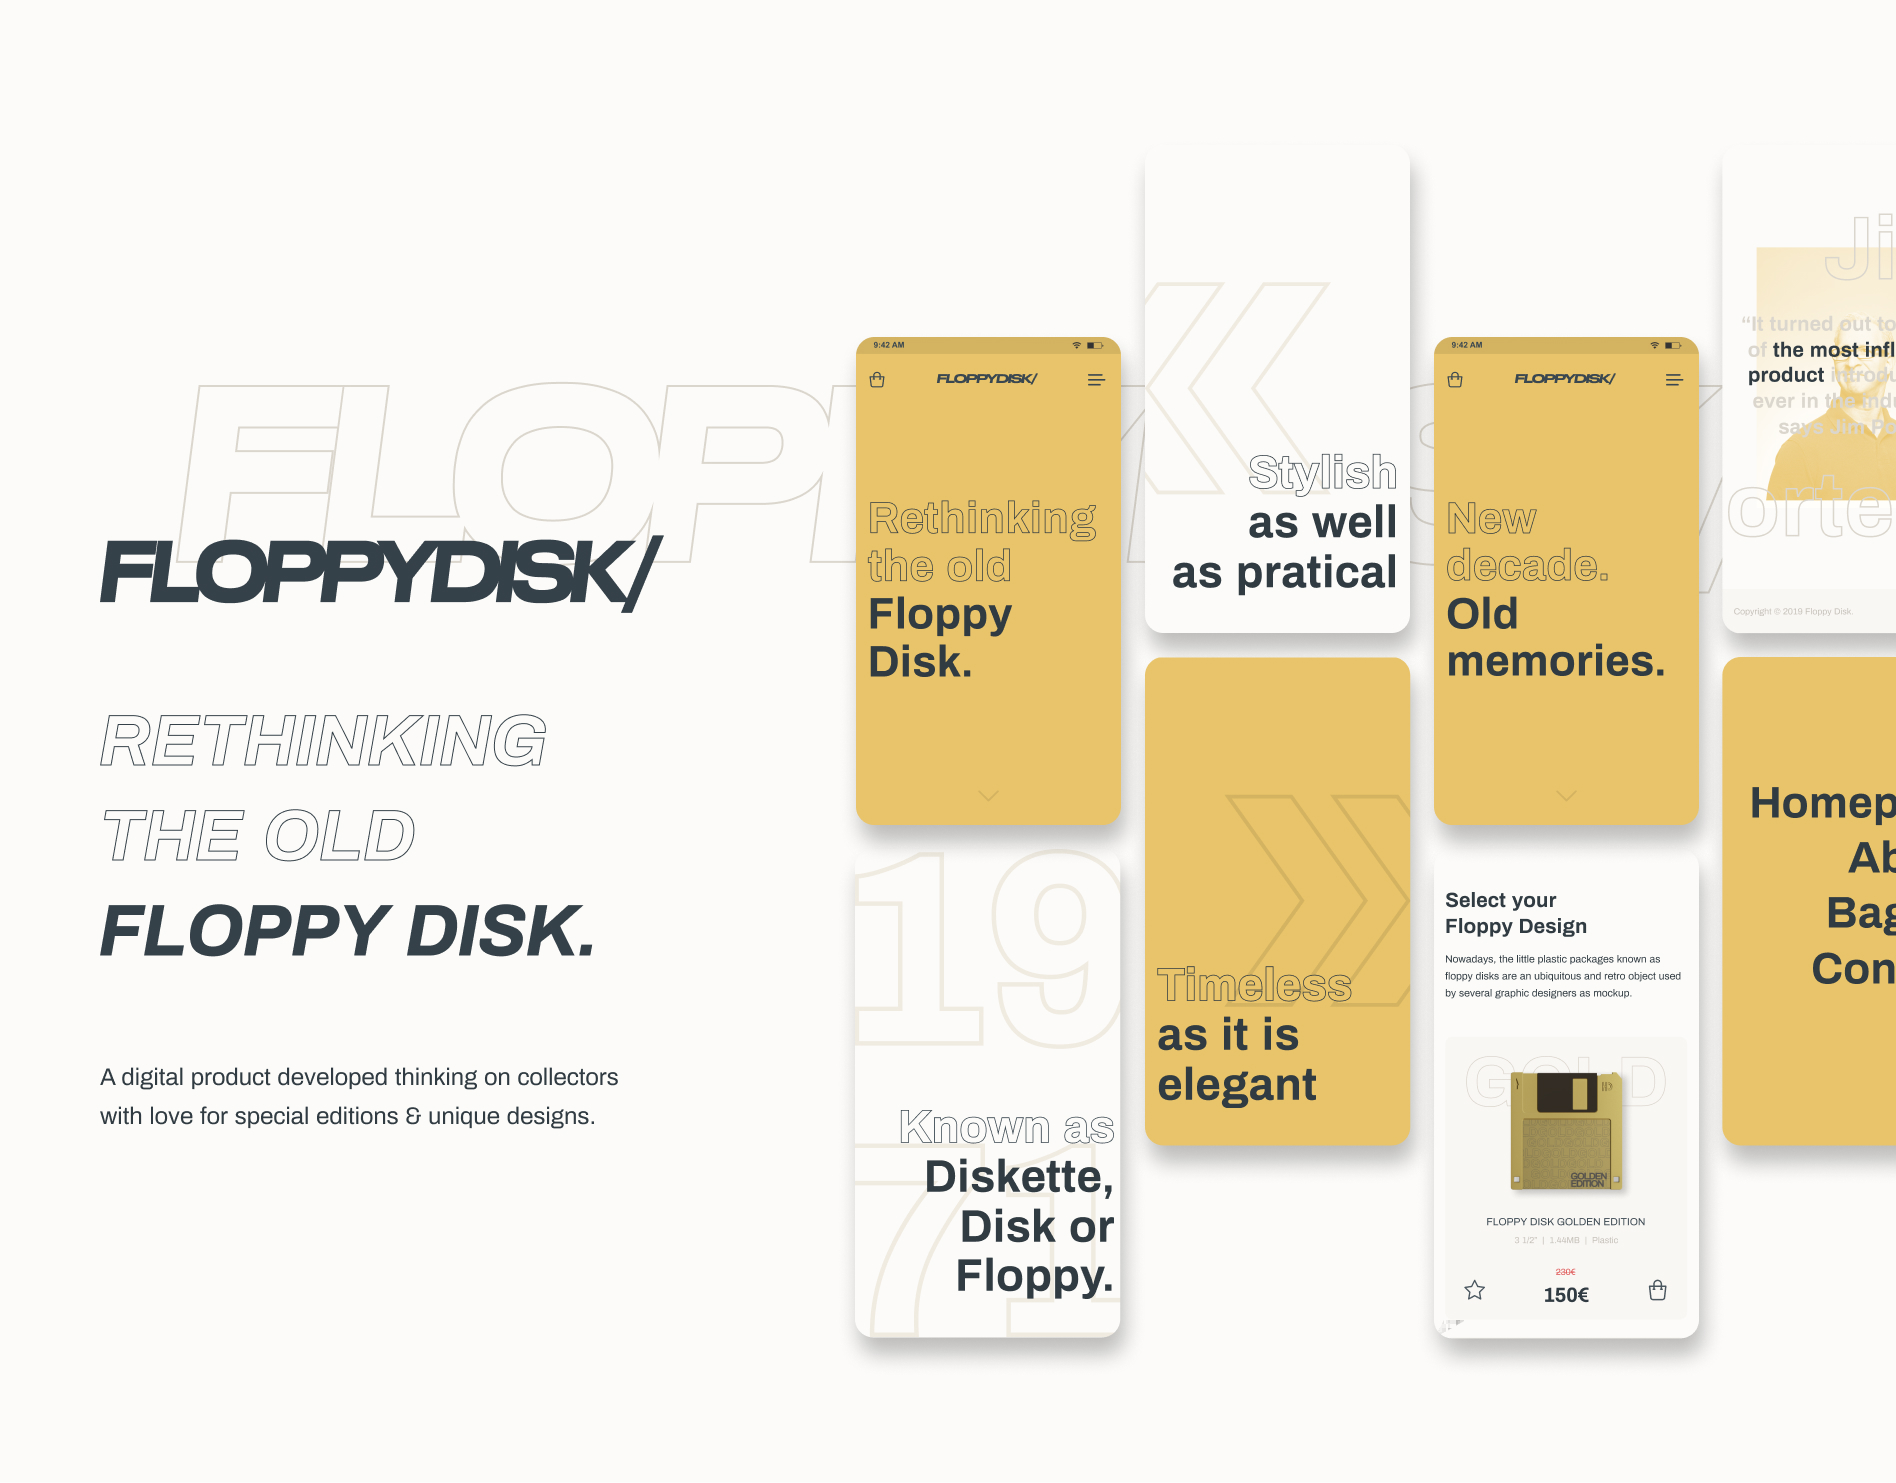 FLOPPYDISK/
RETHINKING
THE OLD
FLOPPY DISK.
A digital product developed thinking on collectors
with love for special editions & unique designs.
9:42 AM
FLOPPYDISK/
Rethinking
the old
Floppy
Disk.
19
71
Known as
Diskette,
Disk or
Floppy.
Stylish
as well
as pratical
Timeless
as it is
elegant
9:42 AM
FLOPPYDISK/
New
decade.
Old
memories.
Select your
Floppy Design
Nowadays, the little plastic packages known as
floppy disks are an ubiquitous and retro object used
by several graphic designers as mockup.
GOLD
GOLDEN
EDITION
FLOPPY DISK GOLDEN EDITION
3 1/2" | 1.44MB | Plastic
230€
150€
Ji
“It turned out to
of the most infl
product introdu
ever in the indu
says Jim Po
orte
Copyright © 2019 Floppy Disk.
Homep
Ab
Bag
Con